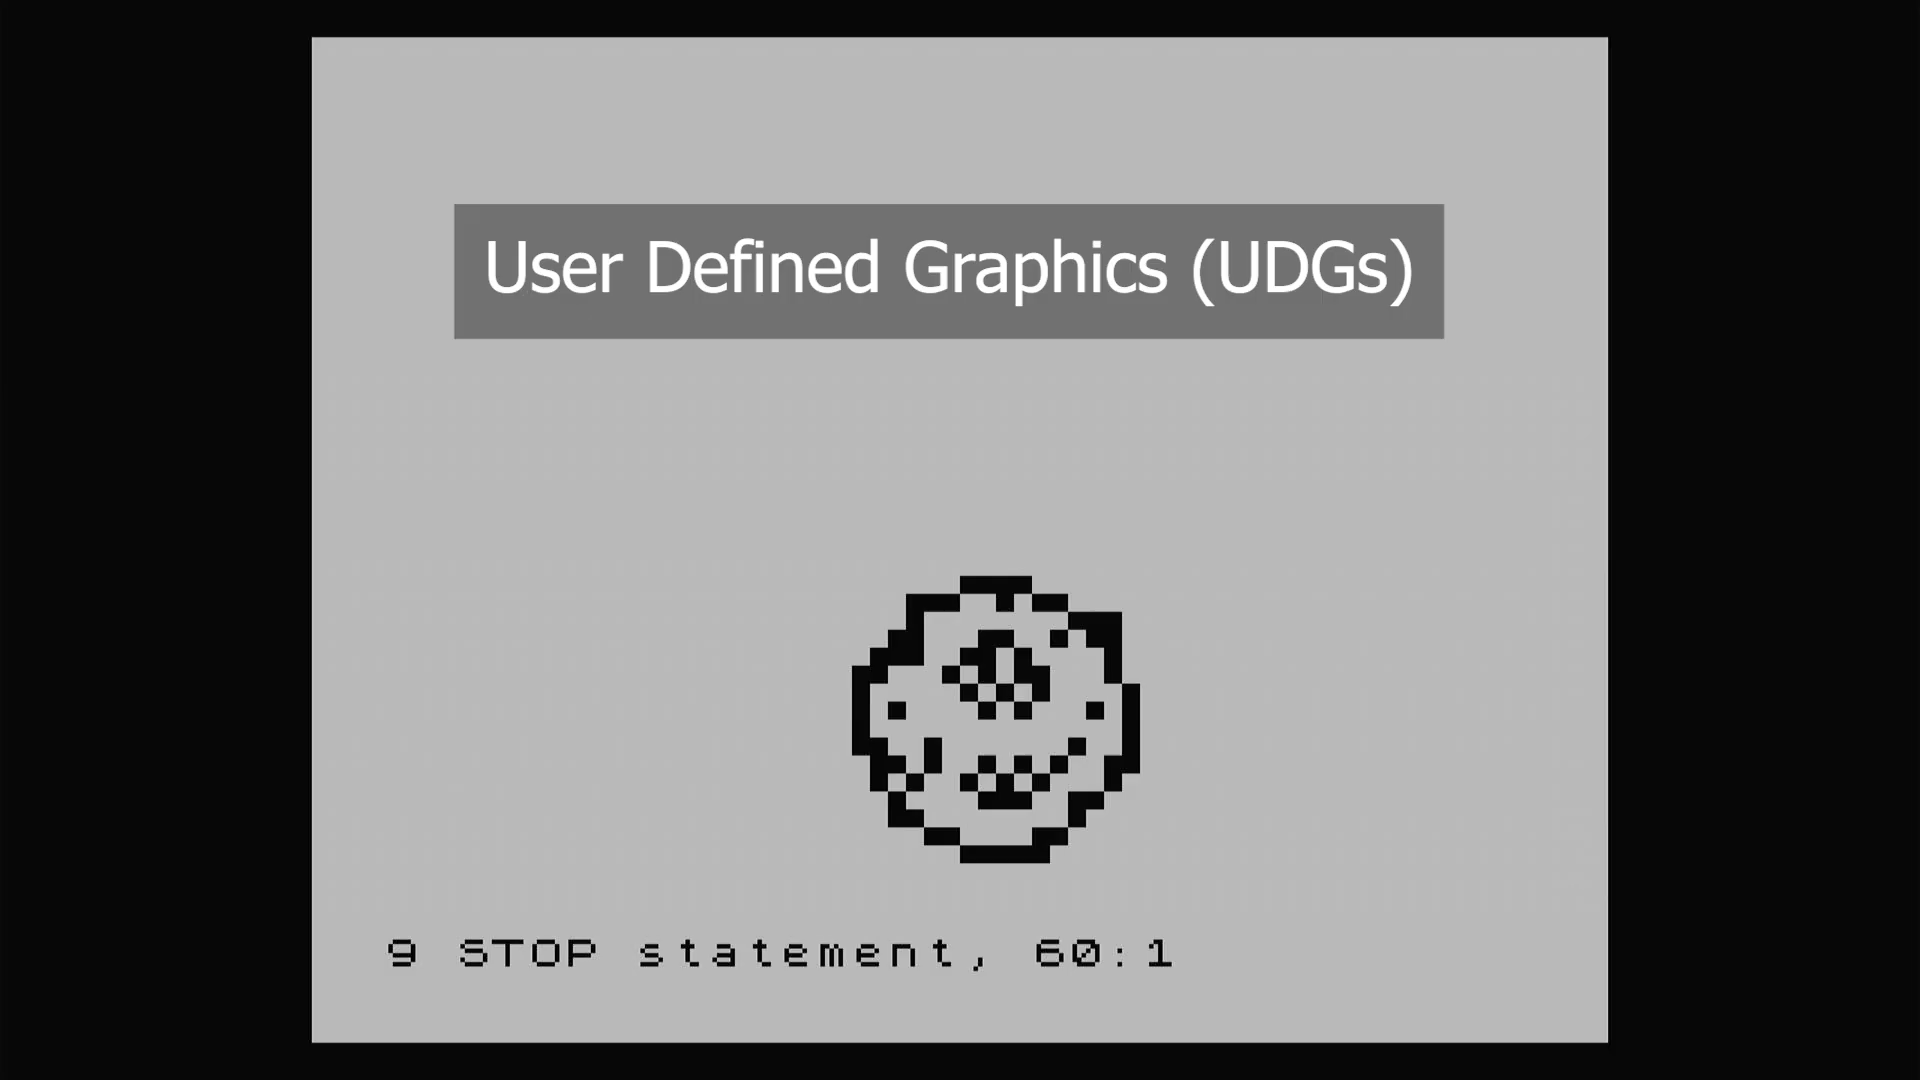 User Defined Graphics (UDGs)
9 STOP statement, 60:1